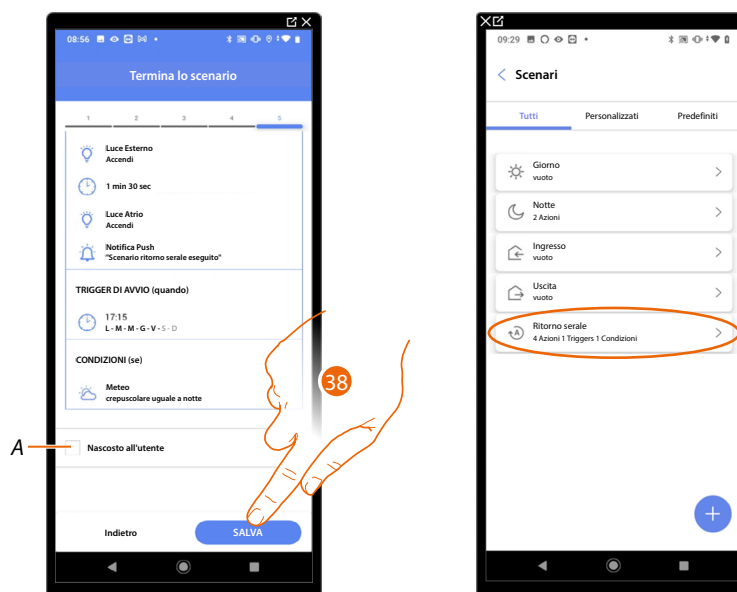 08:56
Termina lo scenario
1 2 3 4 5
Luce Esterno
Accendi
1 min 30 sec
Luce Atrio
Accendi
Notifica Push
"Scenario ritorno serale eseguito"
TRIGGER DI AVVIO (quando)
17:15
L - M - M - G - V - S - D
CONDIZIONI (se)
Meteo
crepuscolare uguale a notte
38
A
Nascosto all'utente
Indietro
SALVA
09:29
Scenari
Tutti
Personalizzati
Predefiniti
Giorno
vuoto
Notte
2 Azioni
Ingresso
vuoto
Uscita
vuoto
A
Ritorno serale
4 Azioni 1 Triggers 1 Condizioni
+